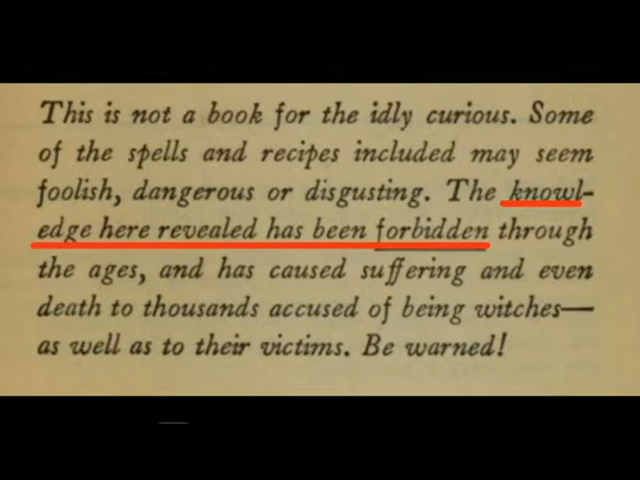 This is not a book for the idly curious. Some
of the spells and recipes included may seem
foolish, dangerous or disgusting. The knowl-
edge here revealed has been forbidden through
the ages, and has caused suffering and even
death to thousands accused of being witches—
as well as to their victims. Be warned!